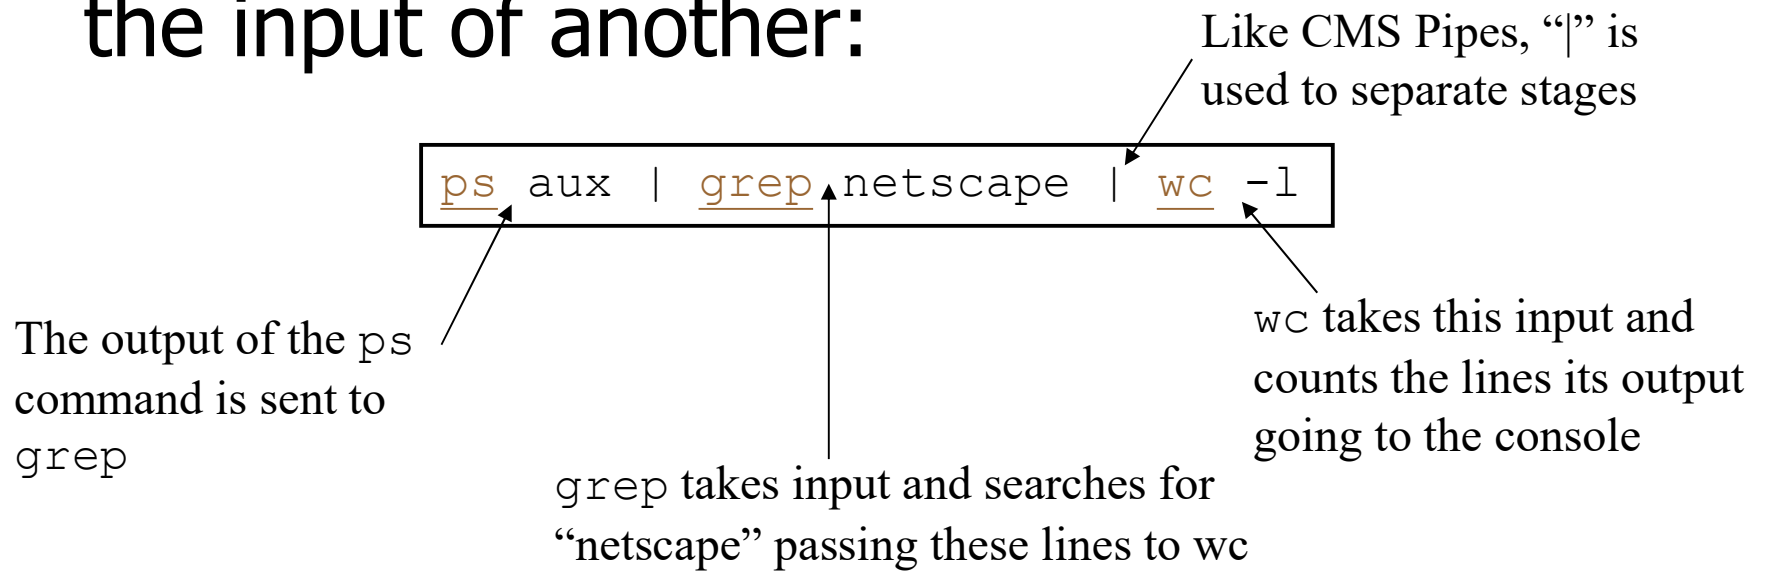 the input of another:
Like CMS Pipes, “|” is
used to separate stages
ps aux | grep netscape | wc -l
The output of the ps
command is sent to
grep
wc takes this input and
counts the lines its output
going to the console
grep takes input and searches for
“netscape” passing these lines to wc